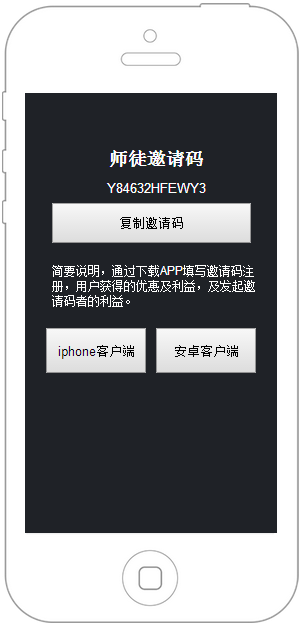 师徒邀请码
Y84632HFEWY3
复制邀请码
简要说明，通过下载APP填写邀请码注
册，用户获得的优惠及利益，及发起邀
请码者的利益。
iphone客户端
安卓客户端